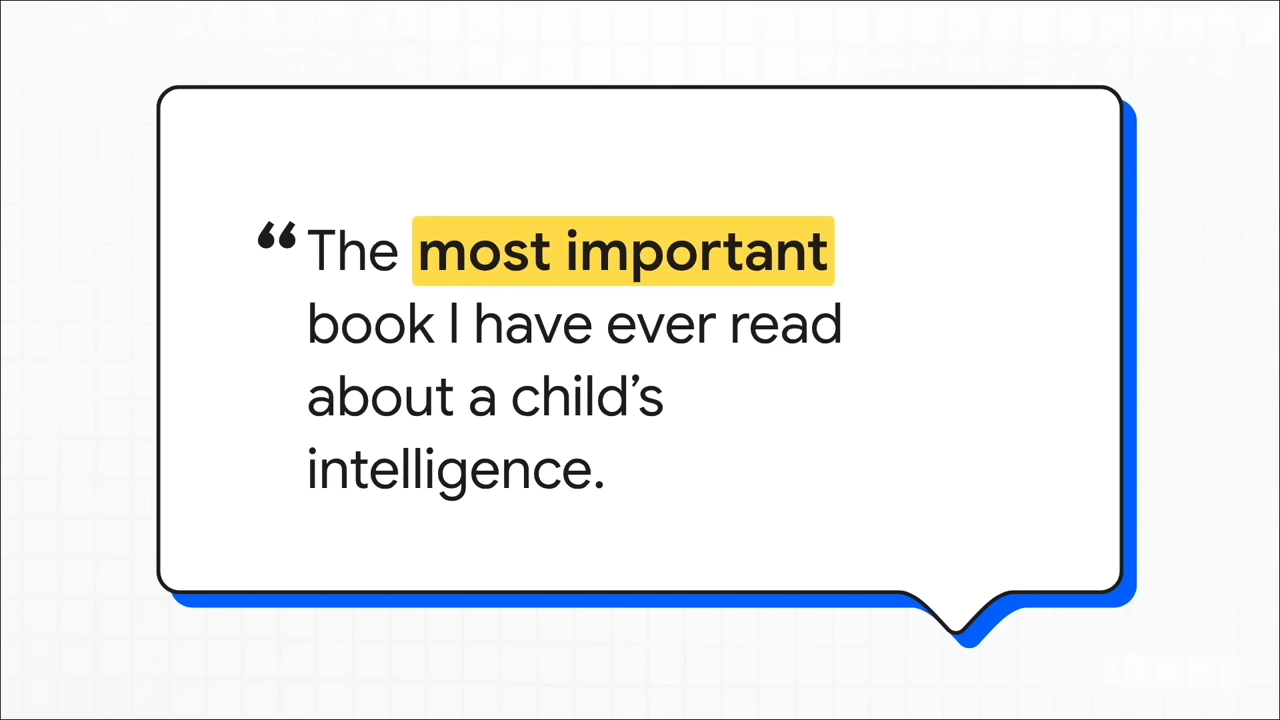 “The most important
book I have ever read
about a child’s
intelligence.